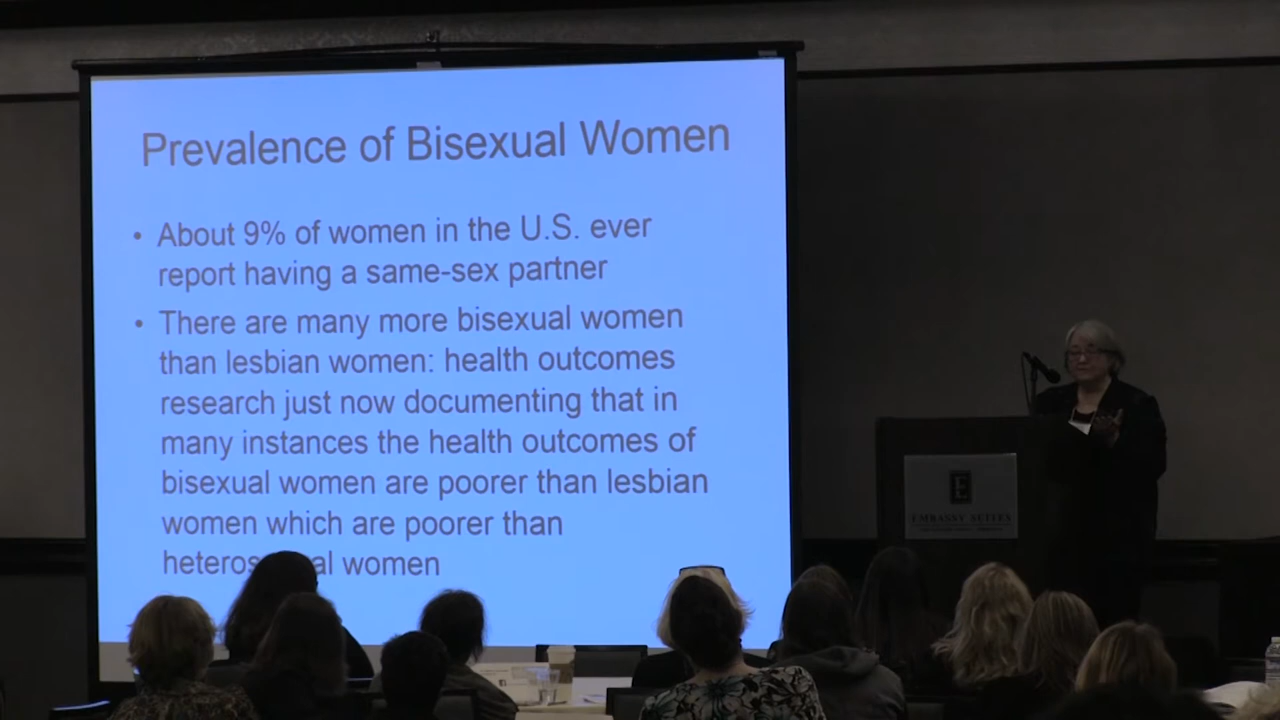 Prevalence of Bisexual Women
• About 9% of women in the U.S. ever
report having a same-sex partner
• There are many more bisexual women
than lesbian women: health outcomes
research just now documenting that in
many instances the health outcomes of
bisexual women are poorer than lesbian
women which are poorer than
women
E
EMBASSY SUITES